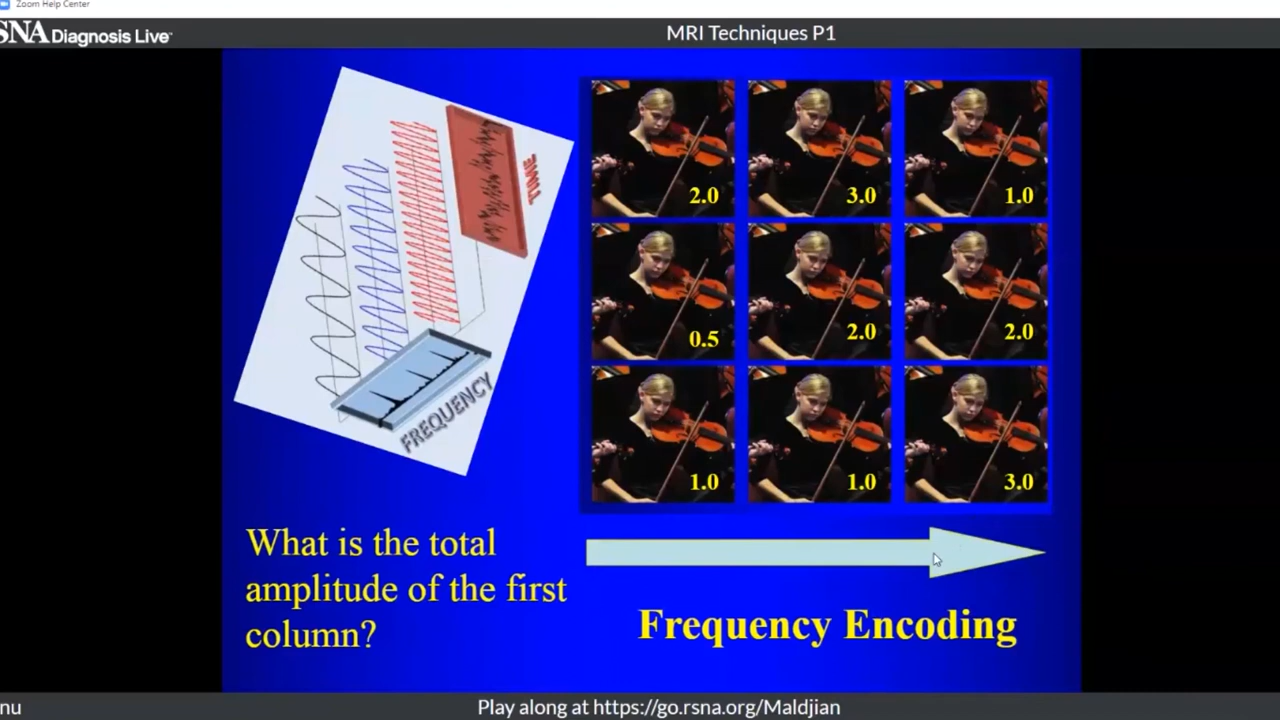 Zoom Help Center
SNA Diagnosis Live™
MRI Techniques P1
TIME
FREQUENCY
2.0 3.0 1.0
0.5 2.0 2.0
1.0 1.0 3.0
What is the total
amplitude of the first
column?
Frequency Encoding
nu
Play along at https://go.rsna.org/Maldjian